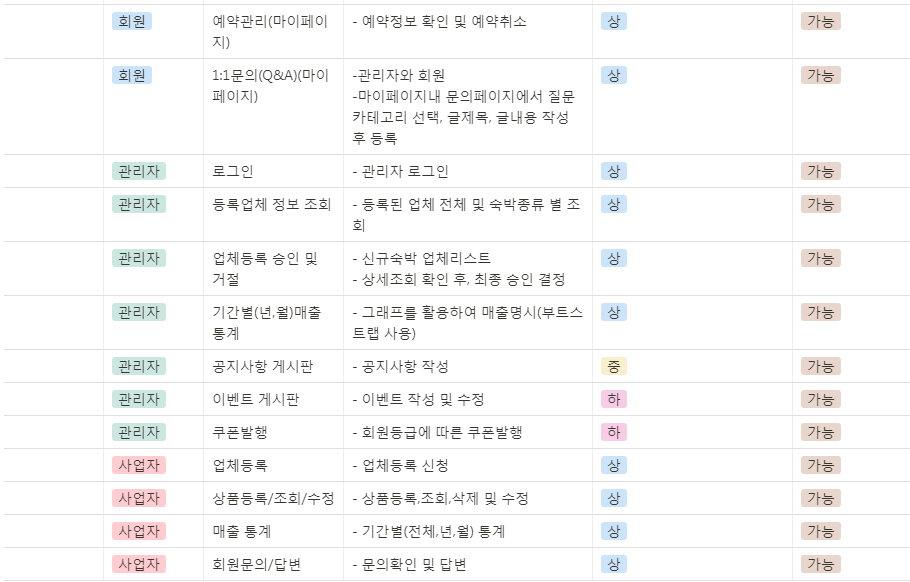 회원 예약관리(마이페이 - 예약정보 확인 및 예약취소 상 가능
지)
회원 1:1문의(Q&A)(마이 -관리자와 회원 상 가능
페이지) -마이페이지내 문의페이지에서 질문
카테고리 선택, 글제목, 글내용 작성
후 등록
관리자 로그인 - 관리자 로그인 상 가능
관리자 등록업체 정보 조회 - 등록된 업체 전체 및 숙박종류 별 조 상 가능
회
관리자 업체등록 승인 및 - 신규숙박 업체리스트 상 가능
거절 - 상세조회 확인 후, 최종 승인 결정
관리자 기간별(년,월)매출 - 그래프를 활용하여 매출명시(부트스 상 가능
통계 트랩 사용)
관리자 공지사항 게시판 - 공지사항 작성 중 가능
관리자 이벤트 게시판 - 이벤트 작성 및 수정 하 가능
관리자 쿠폰발행 - 회원등급에 따른 쿠폰발행 하 가능
사업자 업체등록 - 업체등록 신청 상 가능
사업자 상품등록/조회/수정 - 상품등록,조회,삭제 및 수정 상 가능
사업자 매출 통계 - 기간별(전체,년,월) 통계 상 가능
사업자 회원문의/답변 - 문의확인 및 답변 상 가능